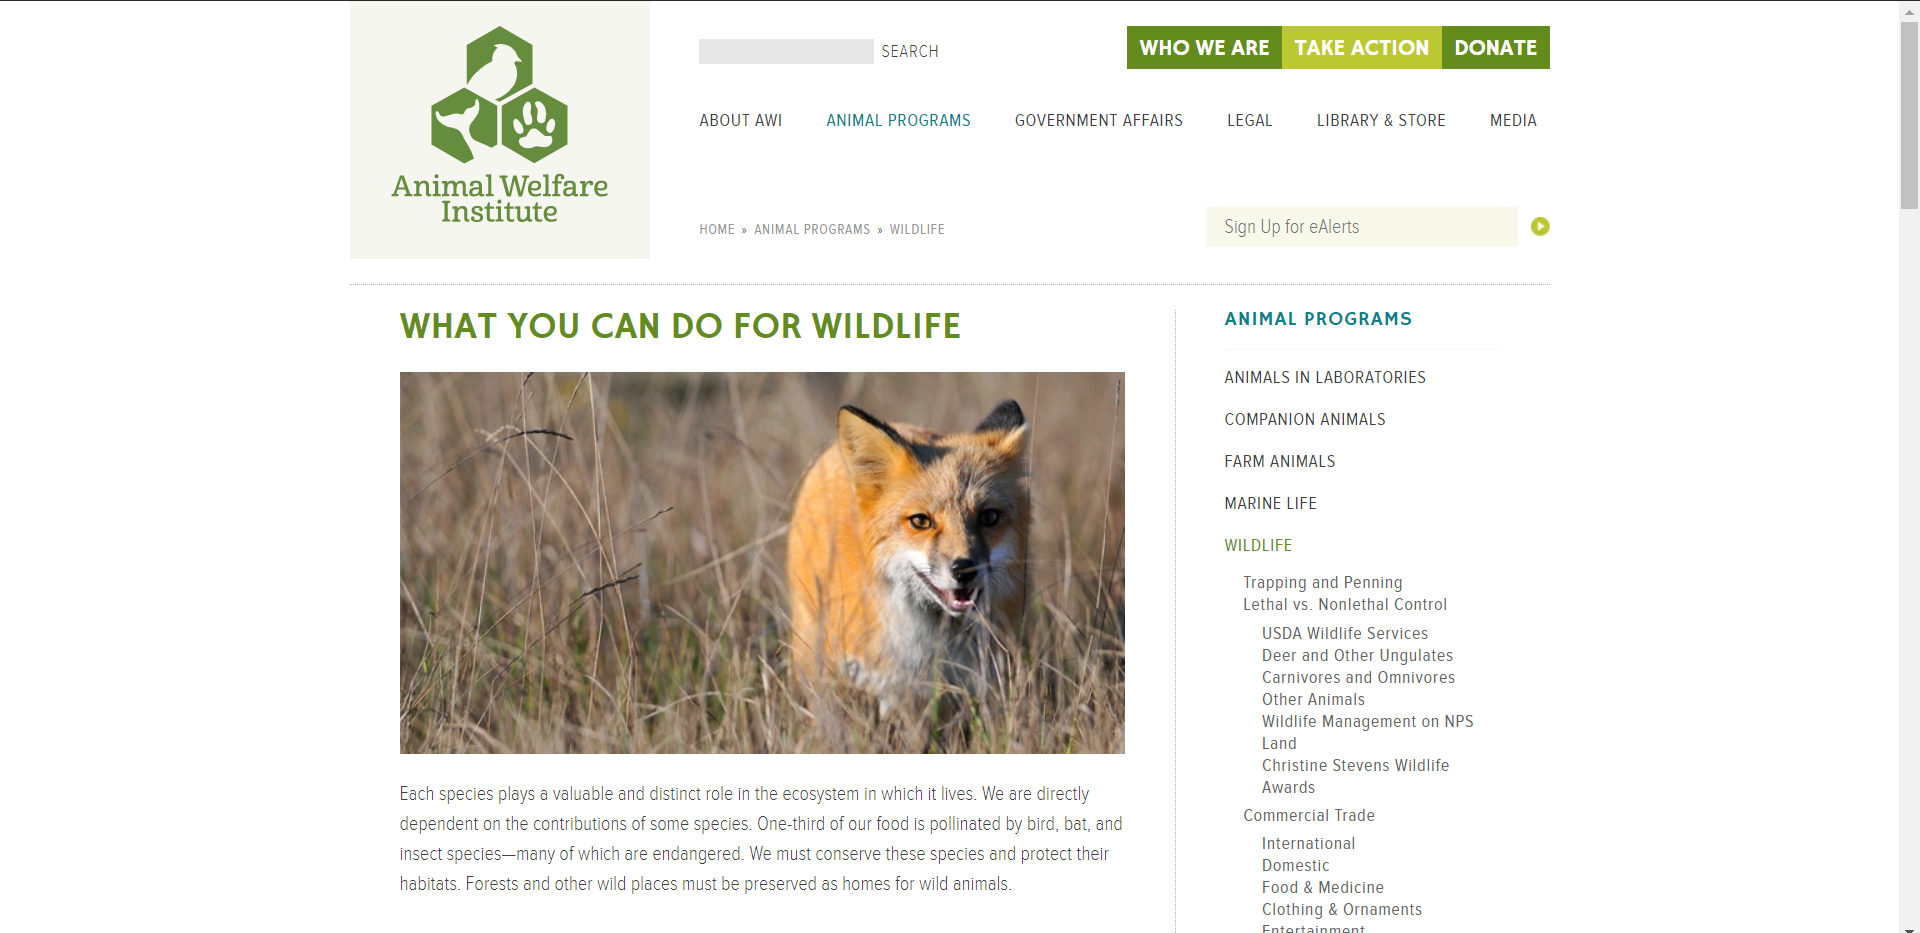 Animal Welfare
Institute
SEARCH
WHO WE ARE
TAKE ACTION
DONATE
ABOUT AWI
ANIMAL PROGRAMS
GOVERNMENT AFFAIRS
LEGAL
LIBRARY & STORE
MEDIA
HOME » ANIMAL PROGRAMS » WILDLIFE
Sign Up for eAlerts
WHAT YOU CAN DO FOR WILDLIFE
Each species plays a valuable and distinct role in the ecosystem in which it lives. We are directly
dependent on the contributions of some species. One-third of our food is pollinated by bird, bat, and
insect species—many of which are endangered. We must conserve these species and protect their
habitats. Forests and other wild places must be preserved as homes for wild animals.
ANIMAL PROGRAMS
ANIMALS IN LABORATORIES
COMPANION ANIMALS
FARM ANIMALS
MARINE LIFE
WILDLIFE
Trapping and Penning
Lethal vs. Nonlethal Control
USDA Wildlife Services
Deer and Other Ungulates
Carnivores and Omnivores
Other Animals
Wildlife Management on NPS
Land
Christine Stevens Wildlife
Awards
Commercial Trade
International
Domestic
Food & Medicine
Clothing & Ornaments
Entertainment